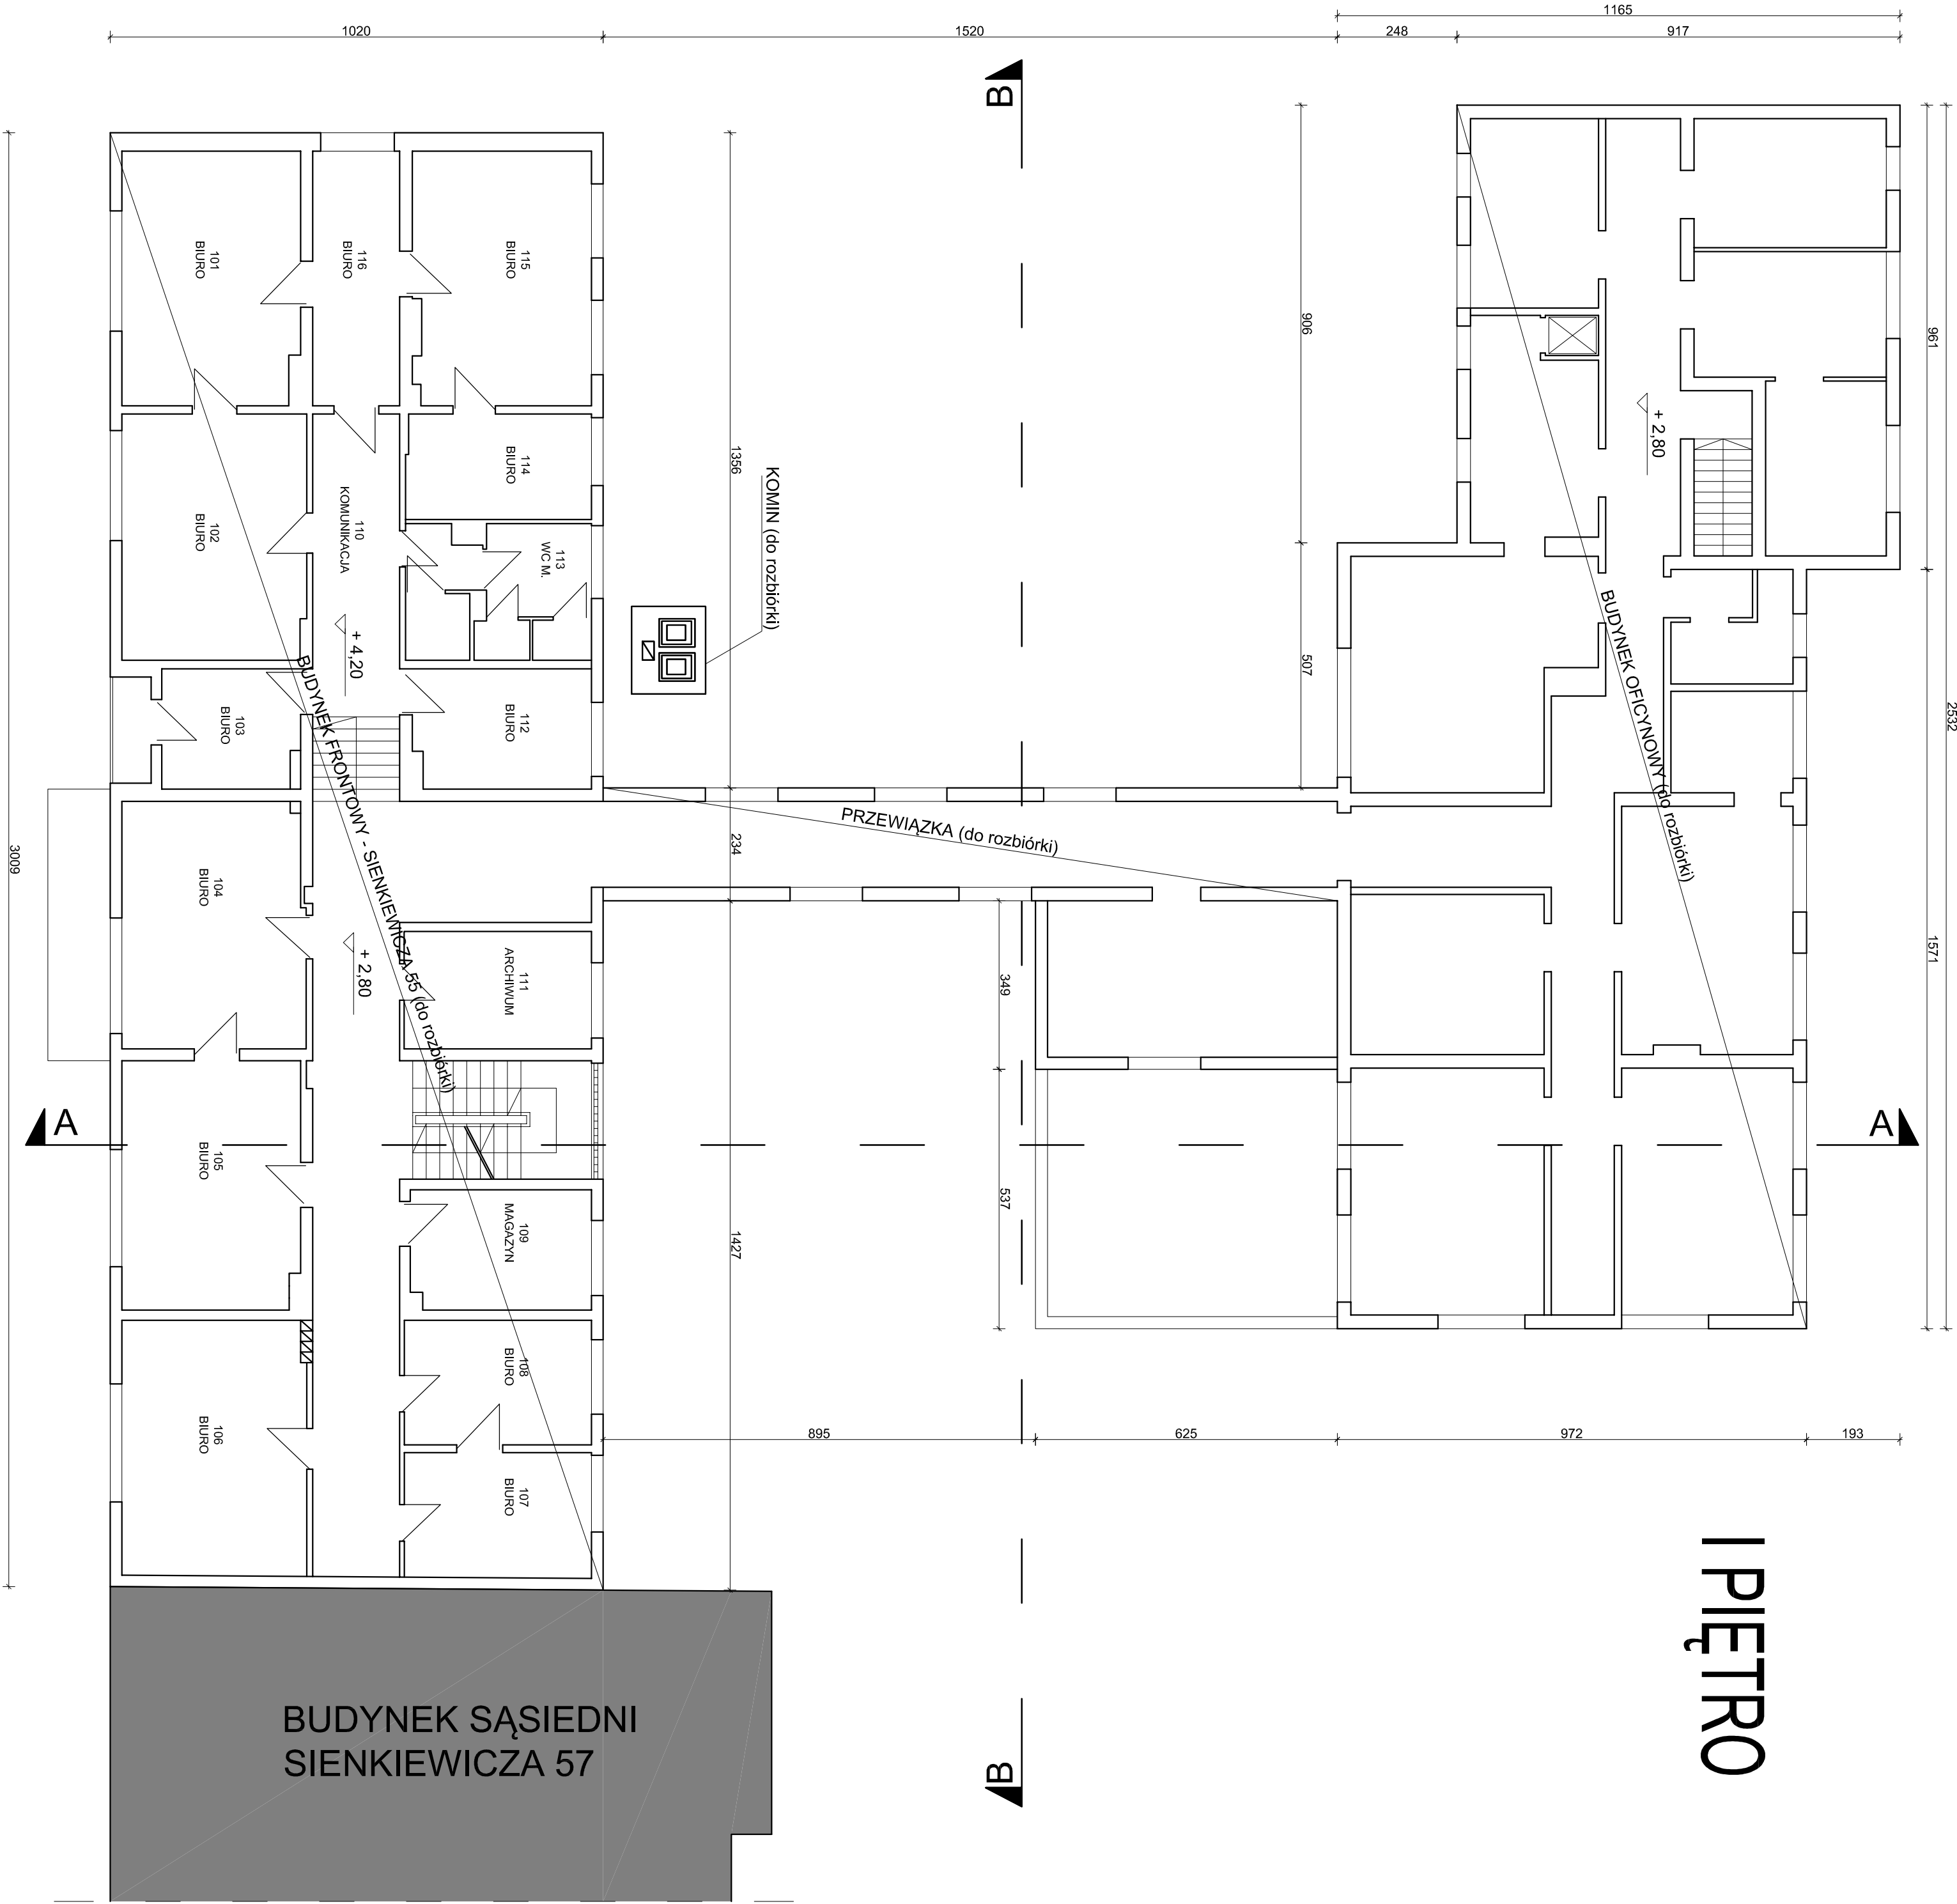 1165
1020
1520
248
917
B
101
BIURO
116
BIURO
115
BIURO
906
961
+ 2,80
114
BIURO
1356
KOMIN (do rozbiórki)
102
BIURO
110
KOMUNIKACJA
113
WC M.
+ 4,20
507
2532
BUDYNEK OFICYNOWY (do rozbiórki)
103
BIURO
112
BIURO
BUDYNEK FRONTOWY - SIENKIEWICZA 55 (do rozbiórki)
3009
234
PRZEWIĄZKA (do rozbiórki)
104
BIURO
+ 2,80
111
ARCHIWUM
349
1571
A
A
105
BIURO
109
MAGAZYN
537
1427
108
BIURO
106
BIURO
107
BIURO
895
625
972
193
I PIĘTRO
BUDYNEK SĄSIEDNI
SIENKIEWICZA 57
B